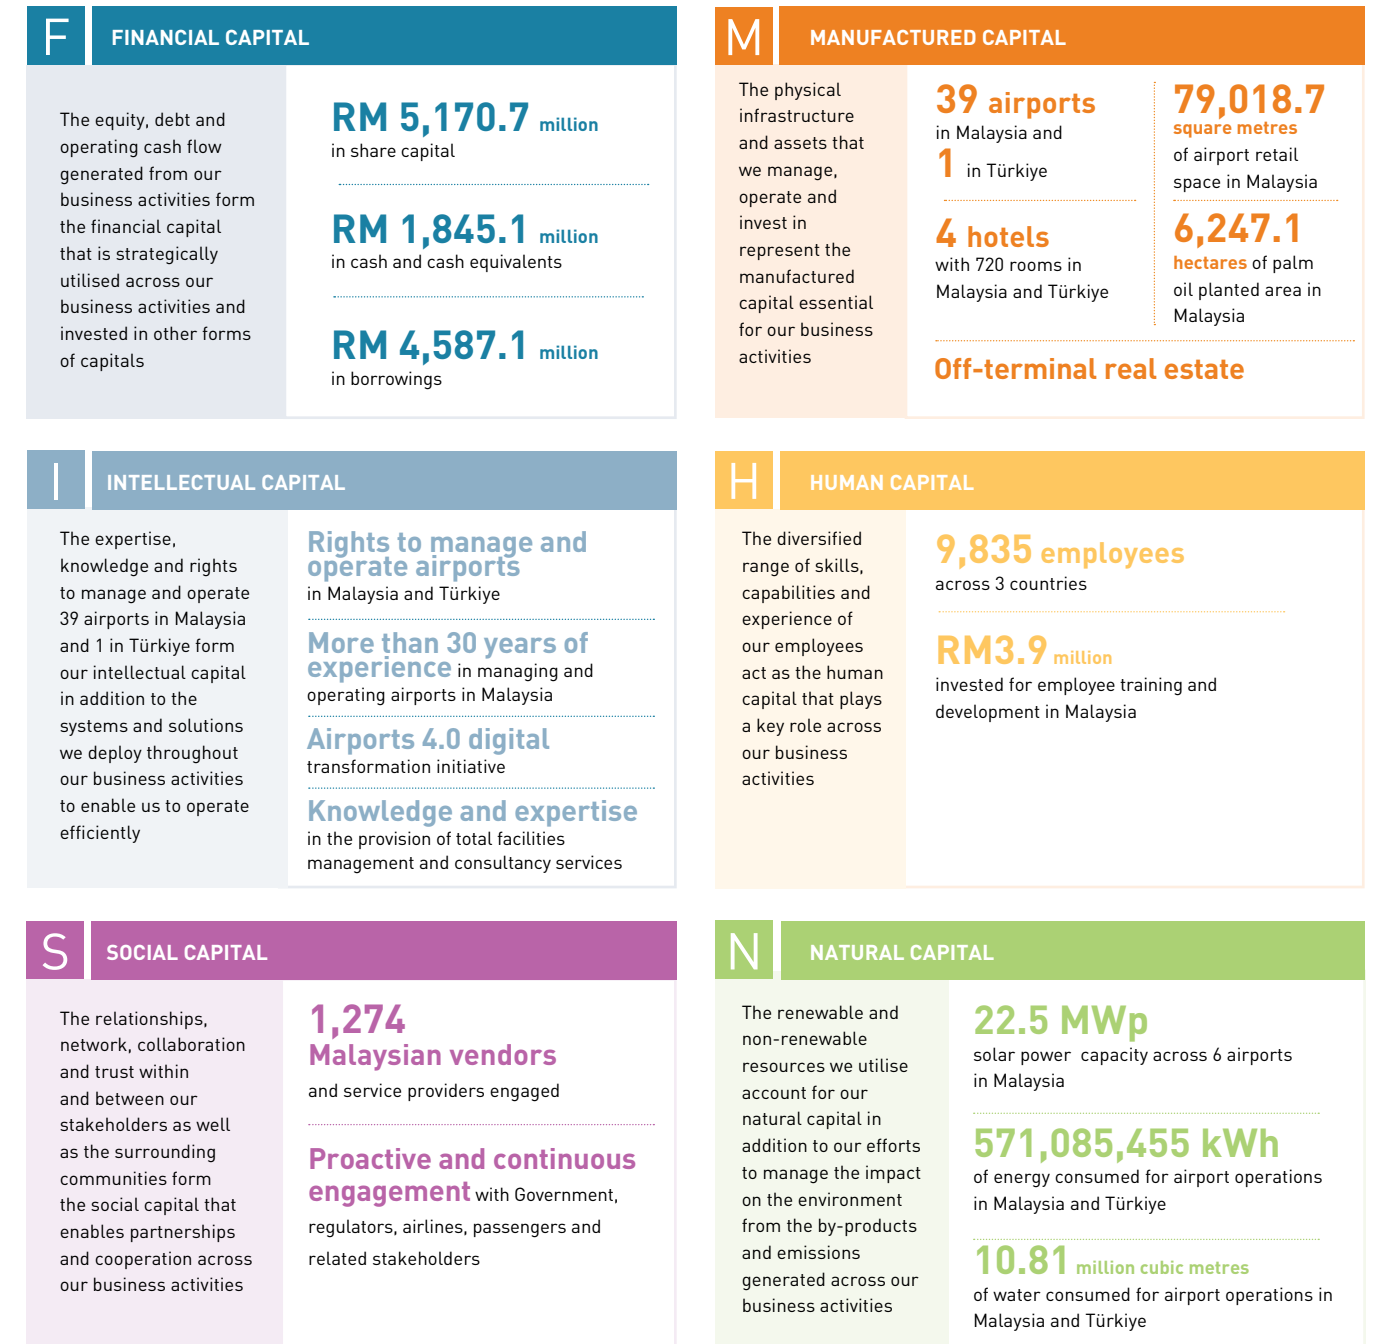 F
FINANCIAL CAPITAL
The equity, debt and
operating cash flow
generated from our
business activities form
the financial capital
that is strategically
utilised across our
business activities and
invested in other forms
of capitals
RM 5,170.7 million
in share capital
RM 1,845.1 million
in cash and cash equivalents
RM 4,587.1 million
in borrowings
M
MANUFACTURED CAPITAL
The physical
infrastructure
and assets that
we manage,
operate and
invest in
represent the
manufactured
capital essential
for our business
activities
39 airports
in Malaysia and
1 in Türkiye
4 hotels
with 720 rooms in
Malaysia and Türkiye
79,018.7
square metres
of airport retail
space in Malaysia
6,247.1
hectares of palm
oil planted area in
Malaysia
Off-terminal real estate
I
INTELLECTUAL CAPITAL
The expertise,
knowledge and rights
to manage and operate
39 airports in Malaysia
and 1 in Türkiye form
our intellectual capital
in addition to the
systems and solutions
we deploy throughout
our business activities
to enable us to operate
efficiently
Rights to manage and
operate airports
in Malaysia and Türkiye
More than 30 years of
experience in managing and
operating airports in Malaysia
Airports 4.0 digital
transformation initiative
Knowledge and expertise
in the provision of total facilities
management and consultancy services
H
HUMAN CAPITAL
The diversified
range of skills,
capabilities and
experience of
our employees
act as the human
capital that plays
a key role across
our business
activities
9,835 employees
across 3 countries
RM3.9 million
invested for employee training and
development in Malaysia
S
SOCIAL CAPITAL
The relationships,
network, collaboration
and trust within
and between our
stakeholders as well
as the surrounding
communities form
the social capital that
enables partnerships
and cooperation across
our business activities
1,274
Malaysian vendors
and service providers engaged
Proactive and continuous
engagement with Government,
regulators, airlines, passengers and
related stakeholders
N
NATURAL CAPITAL
The renewable and
non-renewable
resources we utilise
account for our
natural capital in
addition to our efforts
to manage the impact
on the environment
from the by-products
and emissions
generated across our
business activities
22.5 MWp
solar power capacity across 6 airports
in Malaysia
571,085,455 kWh
of energy consumed for airport operations
in Malaysia and Türkiye
10.81 million cubic metres
of water consumed for airport operations in
Malaysia and Türkiye